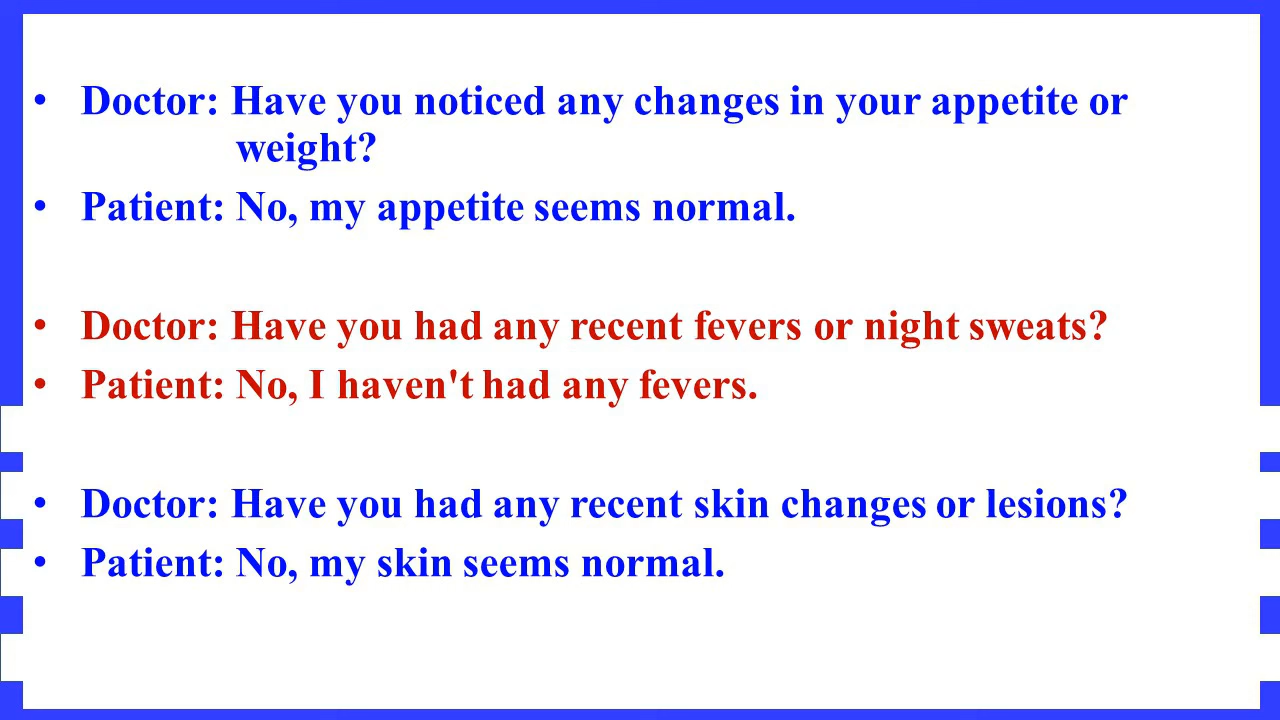 • Doctor: Have you noticed any changes in your appetite or
weight?
• Patient: No, my appetite seems normal.
• Doctor: Have you had any recent fevers or night sweats?
• Patient: No, I haven't had any fevers.
• Doctor: Have you had any recent skin changes or lesions?
• Patient: No, my skin seems normal.